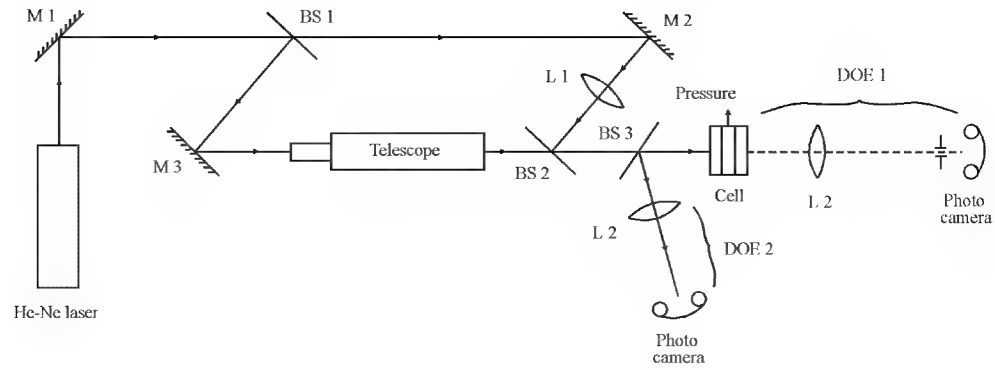 M 1
BS 1
M 2
L 1
DOE 1
Pressure
BS 3
Telescope
M 3
BS 2
Cell
L 2
Photo
camera
L 2
DOE 2
He-Ne laser
Photo
camera